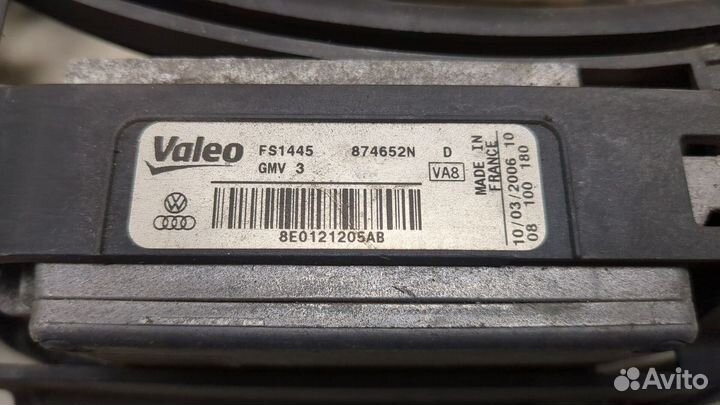 Valeo FS1445 874652N D
GMV 3 VA8
8E0121205AB
MADE IN
FRANCE
10/03/2006 10
08 100 180
Avito